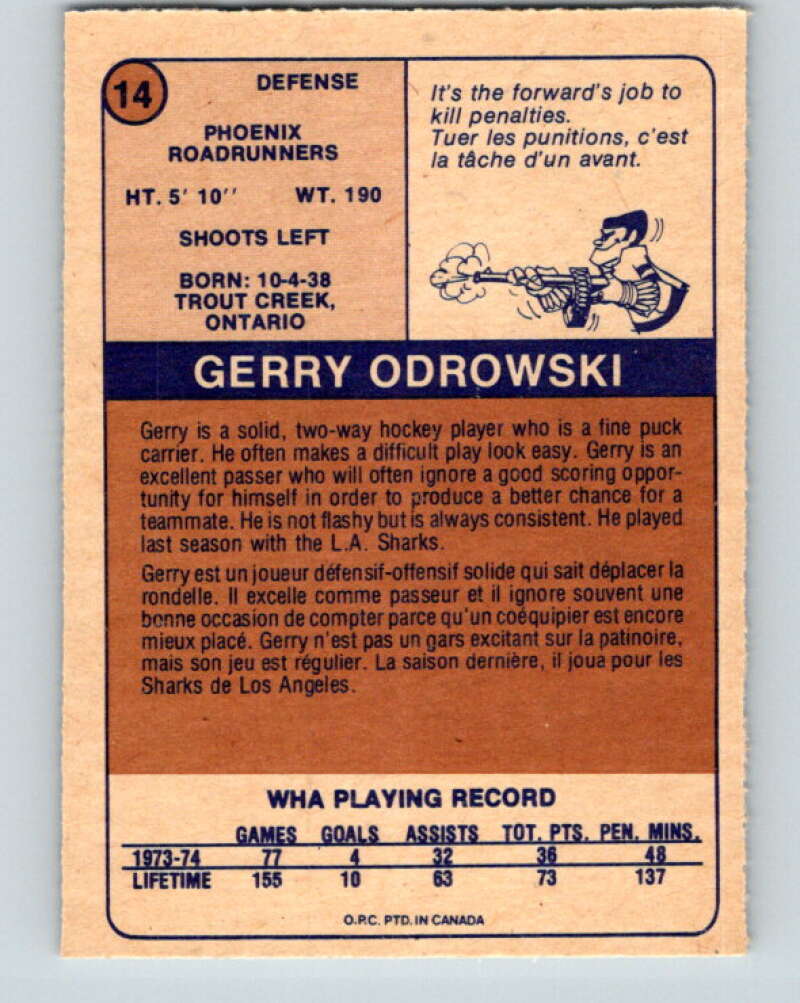 14
DEFENSE
PHOENIX
ROADRUNNERS
HT. 5' 10'' WT. 190
SHOOTS LEFT
BORN: 10-4-38
TROUT CREEK,
ONTARIO
It's the forward's job to
kill penalties.
Tuer les punitions, c'est
la tâche d'un avant.
GERRY ODROWSKI
Gerry is a solid, two-way hockey player who is a fine puck
carrier. He often makes a difficult play look easy. Gerry is an
excellent passer who will often ignore a good scoring oppor-
tunity for himself in order to produce a better chance for a
teammate. He is not flashy but is always consistent. He played
last season with the L.A. Sharks.
Gerry est un joueur défensif-offensif solide qui sait déplacer la
rondelle. Il excelle comme passeur et il ignore souvent une
bonne occasion de compter parce qu'un coéquipier est encore
mieux placé. Gerry n'est pas un gars excitant sur la patinoire,
mais son jeu est régulier. La saison dernière, il joua pour les
Sharks de Los Angeles.
WHA PLAYING RECORD
GAMES GOALS ASSISTS TOT. PTS. PEN. MINS.
1973-74 77 4 32 36 48
LIFETIME 155 10 63 73 137
O.P.C. PTD. IN CANADA